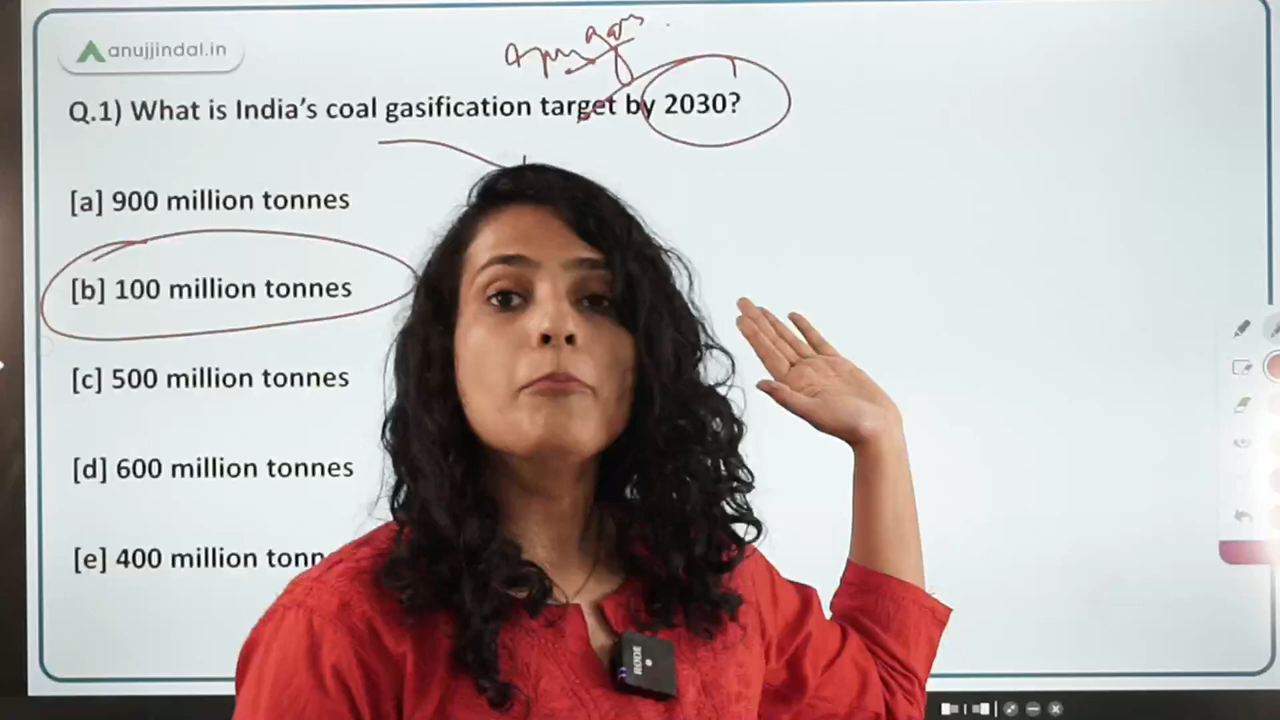 anujjindal.in
Q.1) What is India's coal gasification target by 2030?
[a] 900 million tonnes
[b] 100 million tonnes
[c] 500 million tonnes
[d] 600 million tonnes
[e] 400 million tonn
RODE